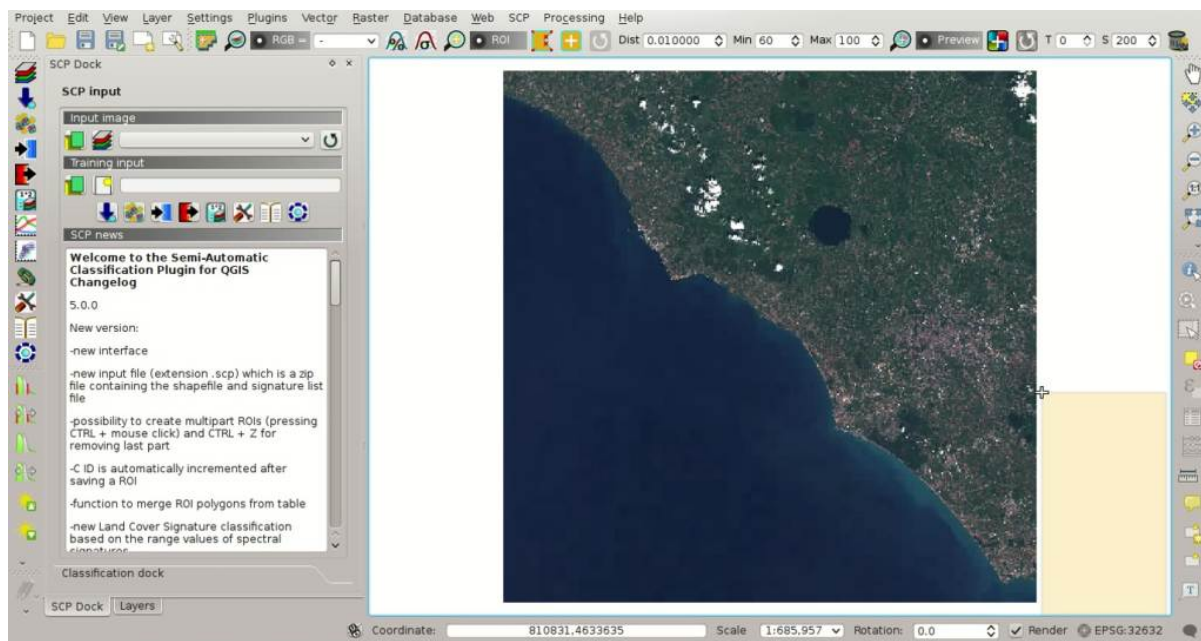 Project Edit View Layer Settings Plugins Vector Raster Database Web SCP Processing Help
RGB = - ROI Dist 0.010000 Min 60 Max 100 Preview T 0 S 200
SCP Dock
SCP input
Input image
Training input
SCP news
Welcome to the Semi-Automatic
Classification Plugin for QGIS
Changelog
5.0.0
New version:
-new interface
-new input file (extension .scp) which is a zip
file containing the shapefile and signature list
file
-possibility to create multipart ROIs (pressing
CTRL + mouse click) and CTRL + Z for
removing last part
-C ID is automatically incremented after
saving a ROI
-function to merge ROI polygons from table
-new Land Cover Signature classification
based on the range values of spectral
signatures
Classification dock
SCP Dock Layers
Coordinate: 810831,4633635 Scale 1:685,957 Rotation: 0.0 Render EPSG:32632